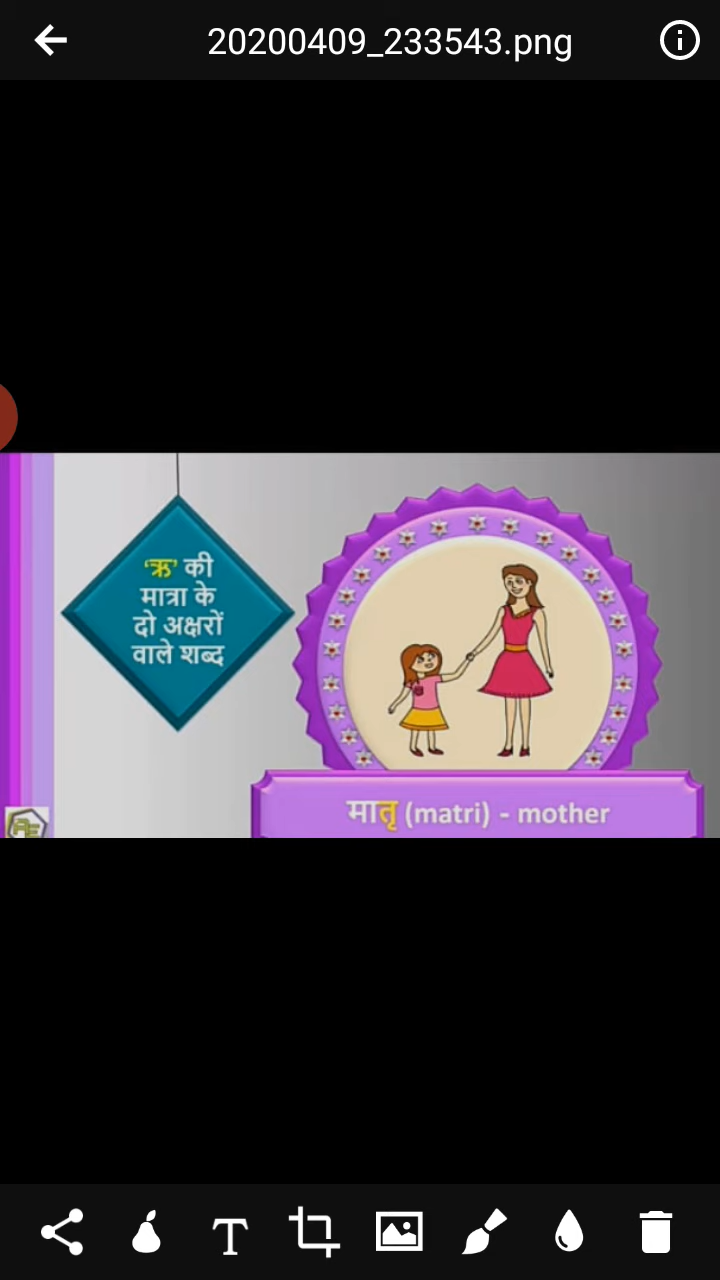 20200409_233543.png
‘ऋ’ की
मात्रा के
दो अक्षरों
वाले शब्द
मातृ (matri) - mother